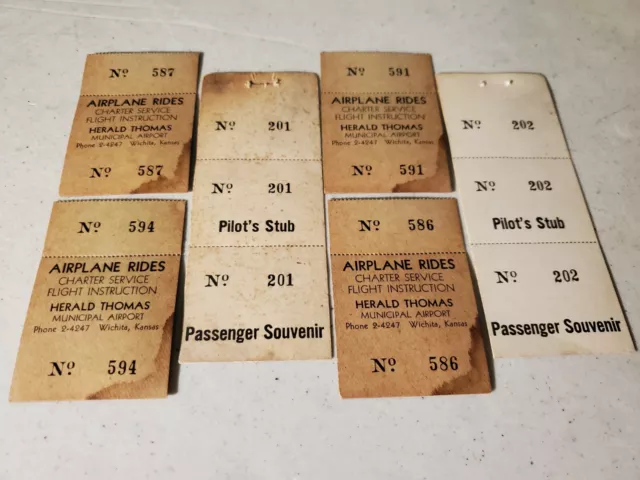 Nº 587
AIRPLANE RIDES
CHARTER SERVICE
FLIGHT INSTRUCTION
HERALD THOMAS
MUNICIPAL AIRPORT
Phone 2-4247 Wichita, Kansas
Nº 587
Nº 201
Nº 201
Pilot's Stub
Nº 201
Passenger Souvenir
Nº 591
AIRPLANE RIDES
CHARTER SERVICE
FLIGHT INSTRUCTION
HERALD THOMAS
MUNICIPAL AIRPORT
Phone 2-4247 Wichita, Kansas
Nº 591
Nº 202
Nº 202
Pilot's Stub
Nº 202
Passenger Souvenir
Nº 594
AIRPLANE RIDES
CHARTER SERVICE
FLIGHT INSTRUCTION
HERALD THOMAS
MUNICIPAL AIRPORT
Phone 2-4247 Wichita, Kansas
Nº 594
Nº 586
AIRPLANE RIDES
CHARTER SERVICE
FLIGHT INSTRUCTION
HERALD THOMAS
MUNICIPAL AIRPORT
Phone 2-4247 Wichita, Kansas
Nº 586